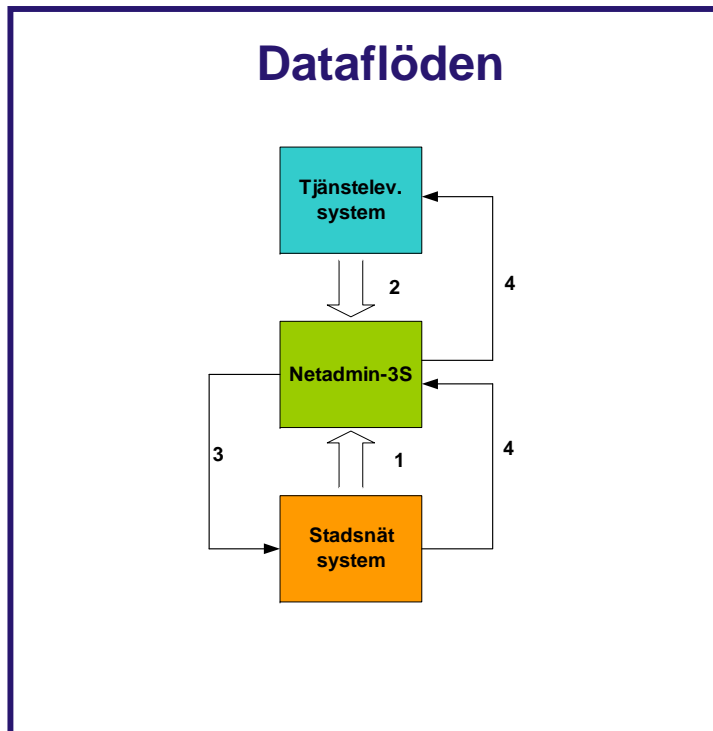 Dataflöden
Tjänstelev.
system
2
4
Netadmin-3S
3
1
4
Stadsnät
system